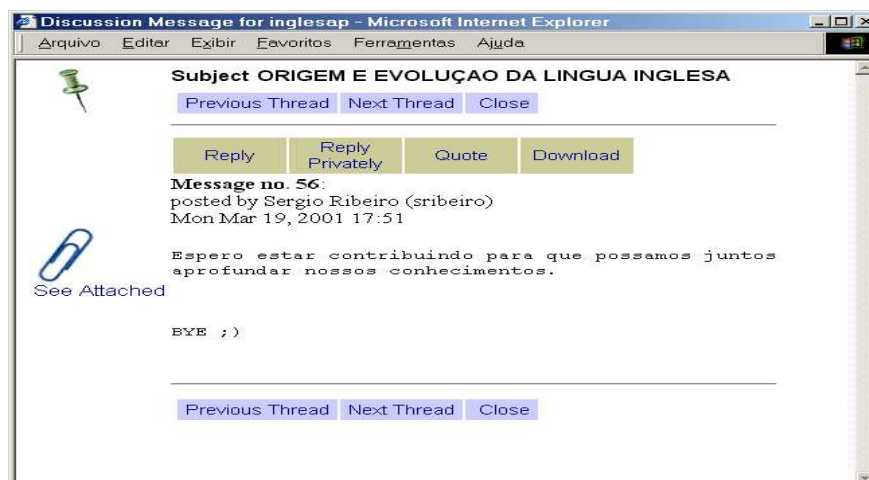 Discussion Message for inglesap - Microsoft Internet Explorer
Arquivo Editar Exibir Favoritos Ferramentas Ajuda
Subject ORIGEM E EVOLUÇAO DA LINGUA INGLESA
Previous Thread Next Thread Close
Reply Reply Privately Quote Download
Message no. 56:
posted by Sergio Ribeiro (sribeiro)
Mon Mar 19, 2001 17:51
Espero estar contribuindo para que possamos juntos
aprofundar nossos conhecimentos.
See Attached
BYE ;)
Previous Thread Next Thread Close